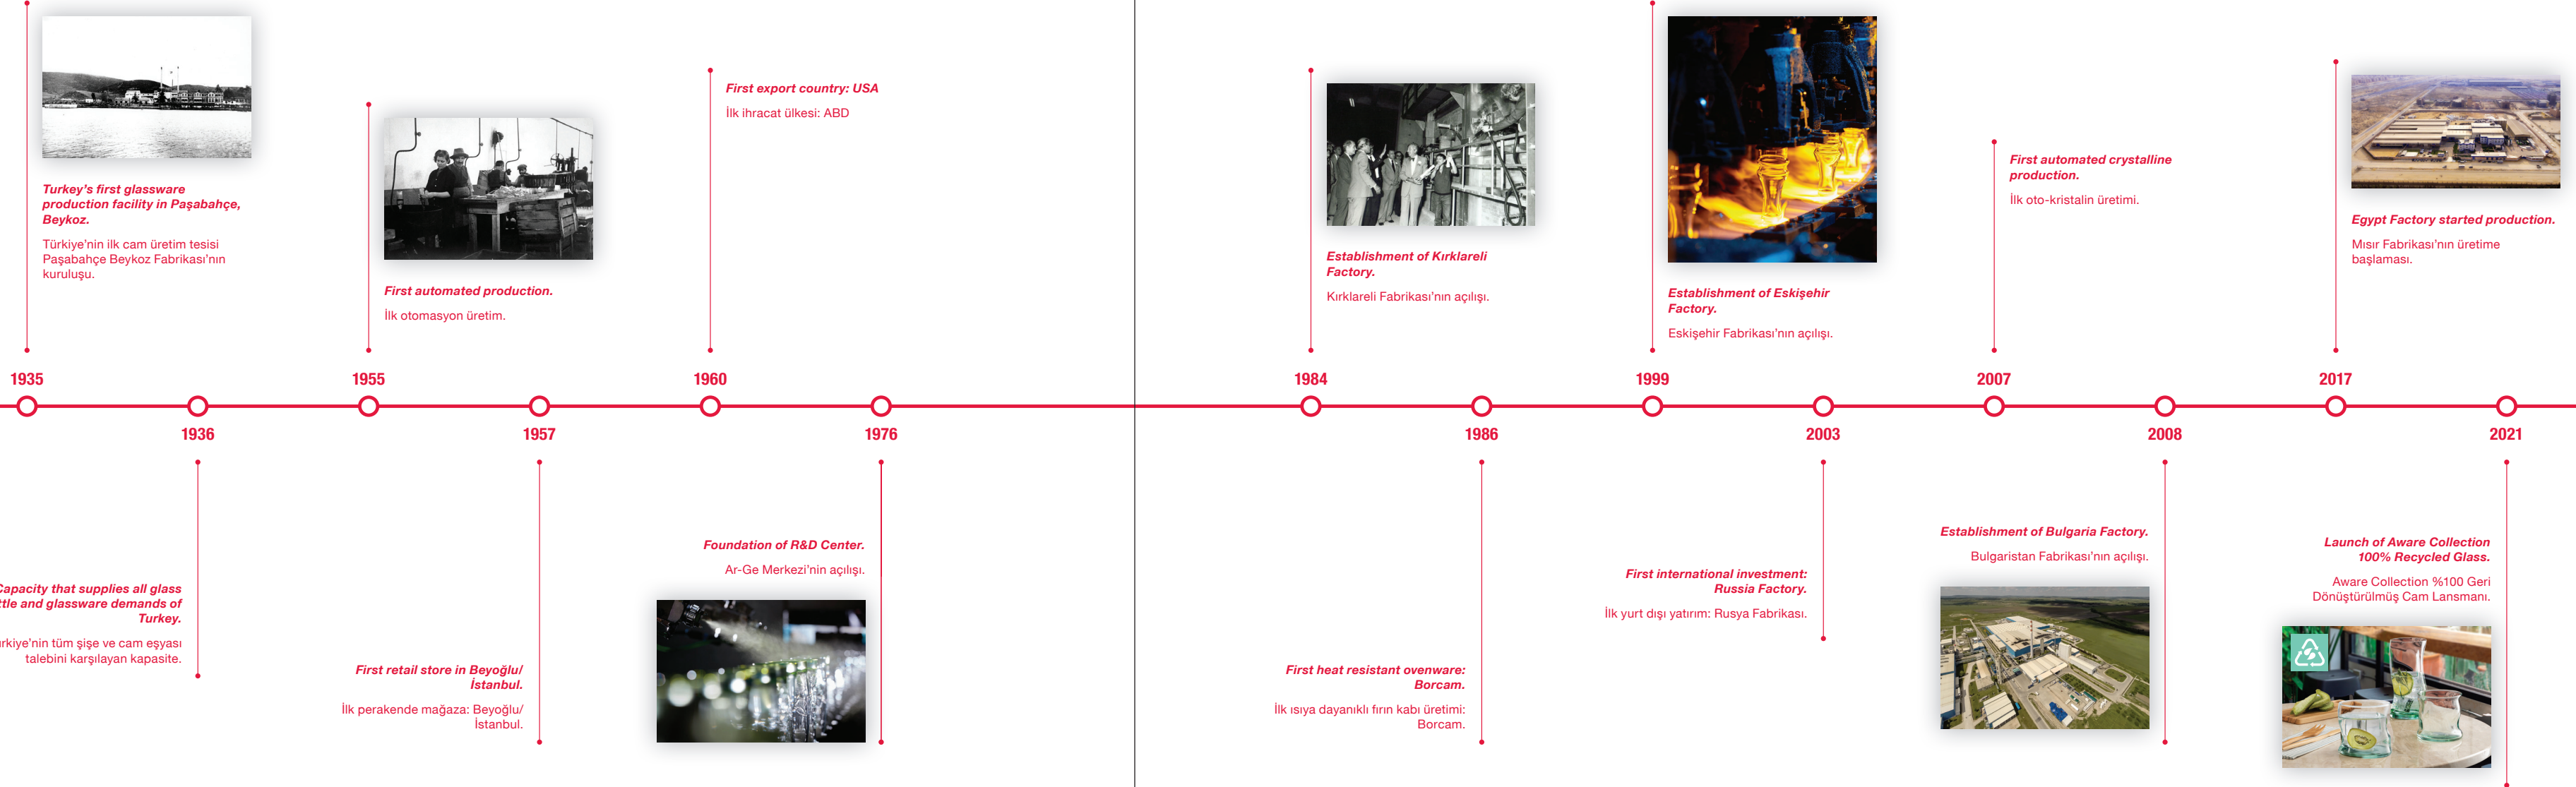 1935
Turkey’s first glassware
production facility in Paşabahçe,
Beykoz.
Türkiye’nin ilk cam üretim tesisi
Paşabahçe Beykoz Fabrikası’nın
kuruluşu.
1936
Capacity that supplies all glass
and glassware demands of
Turkey.
tüm şişe ve cam eşyası
talebini karşılayan kapasite.
1955
First automated production.
İlk otomasyon üretim.
1957
First retail store in Beyoğlu/
İstanbul.
İlk perakende mağaza: Beyoğlu/
İstanbul.
1960
First export country: USA
İlk ihracat ülkesi: ABD
1976
Foundation of R&D Center.
Ar-Ge Merkezi’nin açılışı.
1984
Establishment of Kırklareli
Factory.
Kırklareli Fabrikası’nın açılışı.
1986
First heat resistant ovenware:
Borcam.
İlk ısıya dayanıklı fırın kabı üretimi:
Borcam.
1999
Establishment of Eskişehir
Factory.
Eskişehir Fabrikası’nın açılışı.
2003
First international investment:
Russia Factory.
İlk yurt dışı yatırım: Rusya Fabrikası.
2007
First automated crystalline
production.
İlk oto-kristalin üretimi.
2008
Establishment of Bulgaria Factory.
Bulgaristan Fabrikası’nın açılışı.
2017
Egypt Factory started production.
Mısır Fabrikası’nın üretime
başlaması.
2021
Launch of Aware Collection
100% Recycled Glass.
Aware Collection %100 Geri
Dönüştürülmüş Cam Lansmanı.